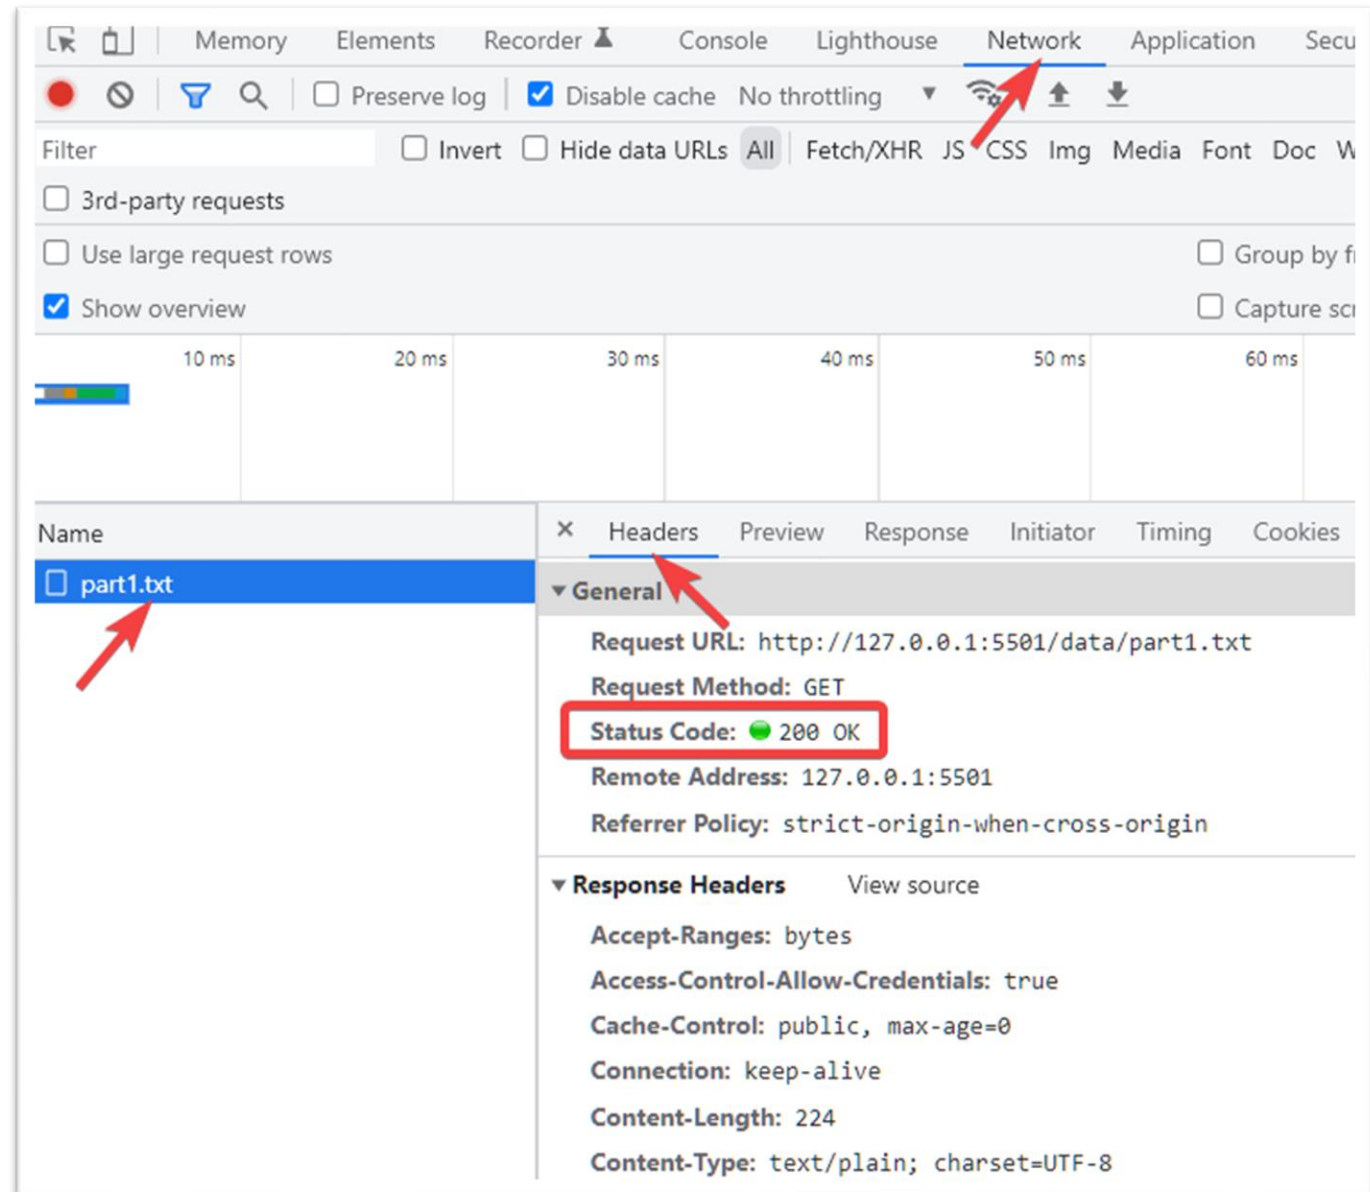 Memory Elements Recorder Console Lighthouse Network Application Secu
Preserve log Disable cache No throttling
Filter Invert Hide data URLs All Fetch/XHR JS CSS Img Media Font Doc W
3rd-party requests
Use large request rows Group by f
Show overview Capture scr
10 ms 20 ms 30 ms 40 ms 50 ms 60 ms
Name
part1.txt
Headers Preview Response Initiator Timing Cookies
General
Request URL: http://127.0.0.1:5501/data/part1.txt
Request Method: GET
Status Code: 200 OK
Remote Address: 127.0.0.1:5501
Referrer Policy: strict-origin-when-cross-origin
Response Headers View source
Accept-Ranges: bytes
Access-Control-Allow-Credentials: true
Cache-Control: public, max-age=0
Connection: keep-alive
Content-Length: 224
Content-Type: text/plain; charset=UTF-8